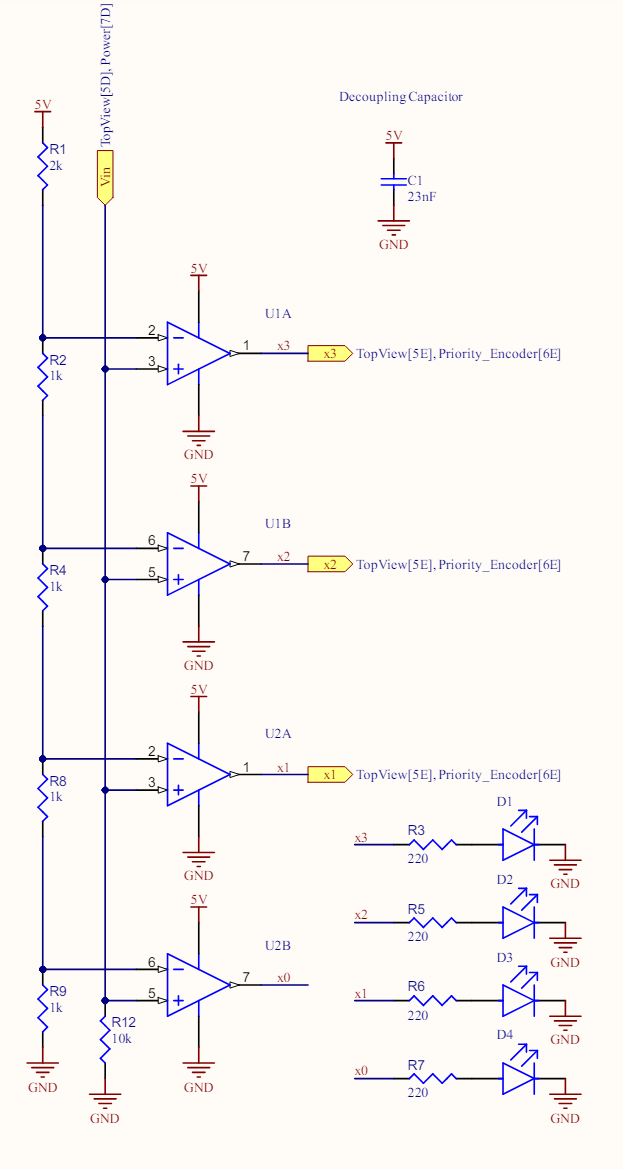 TopView[5D], Power[7D]
Vin
Decoupling Capacitor
5V
C1
23nF
GND
5V
R1
2k
5V
U1A
2
3
1
x3
x3
TopView[5E], Priority_Encoder[6E]
R2
1k
GND
5V
U1B
6
5
7
x2
x2
TopView[5E], Priority_Encoder[6E]
R4
1k
GND
5V
U2A
2
3
1
x1
x1
TopView[5E], Priority_Encoder[6E]
R8
1k
GND
5V
U2B
6
5
7
x0
R9
1k
R12
10k
GND
GND
GND
D1
x3
R3
220
GND
D2
x2
R5
220
GND
D3
x1
R6
220
GND
D4
x0
R7
220
GND